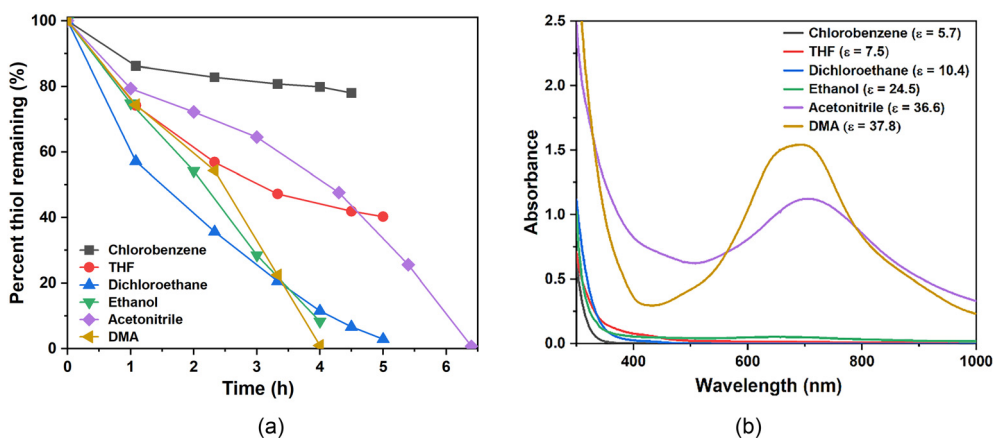 100
80
60
40
20
0
Percent thiol remaining (%)
Chlorobenzene
THF
Dichloroethane
Ethanol
Acetonitrile
DMA
0 1 2 3 4 5 6
Time (h)
(a)
2.5
2.0
1.5
1.0
0.5
0.0
Absorbance
Chlorobenzene (ε = 5.7)
THF (ε = 7.5)
Dichloroethane (ε = 10.4)
Ethanol (ε = 24.5)
Acetonitrile (ε = 36.6)
DMA (ε = 37.8)
400 600 800 1000
Wavelength (nm)
(b)